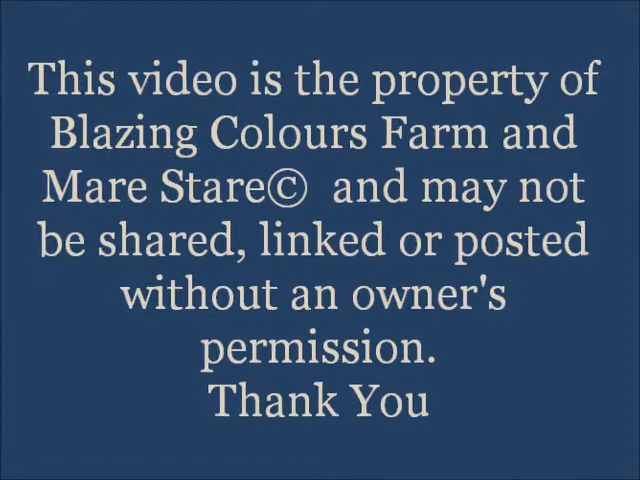 This video is the property of
Blazing Colours Farm and
Mare Stare© and may not
be shared, linked or posted
without an owner's
permission.
Thank You